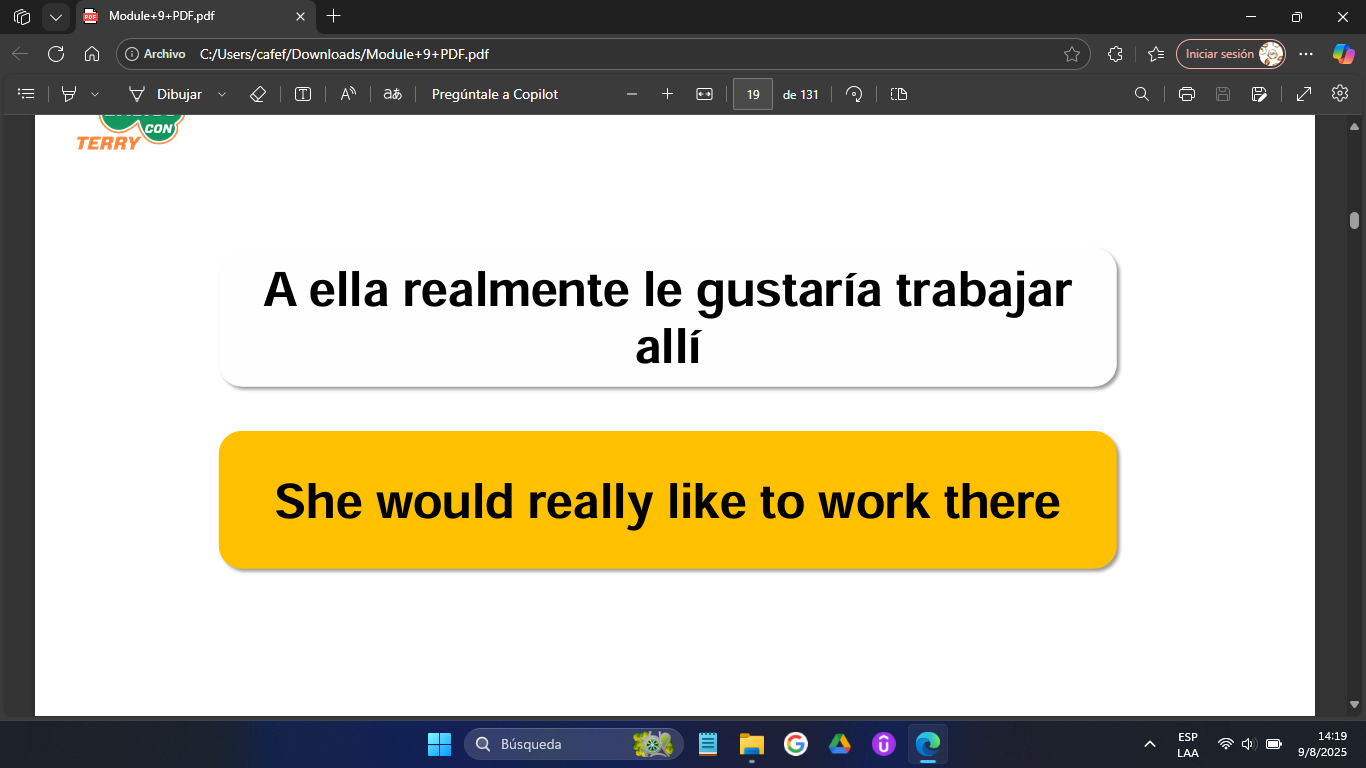 Module+9+PDF.pdf
Archivo C:/Users/cafef/Downloads/Module+9+PDF.pdf
Iniciar sesión
Dibujar
aあ
Pregúntale a Copilot
19 de 131
CON
TERRY
A ella realmente le gustaría trabajar
allí
She would really like to work there
Búsqueda
ESP
LAA
14:19
9/8/2025